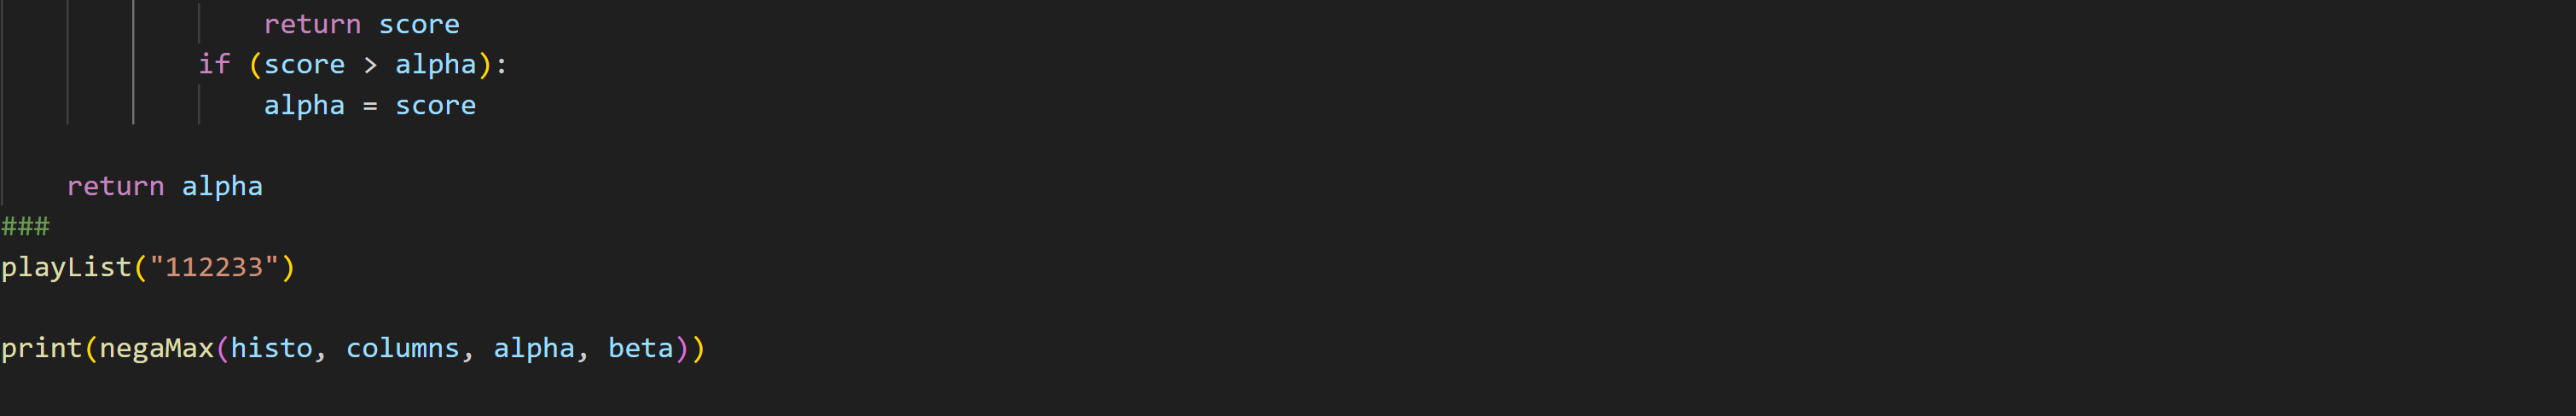 return score
if (score > alpha):
alpha = score
return alpha
###
playList("112233")
print(negaMax(histo, columns, alpha, beta))